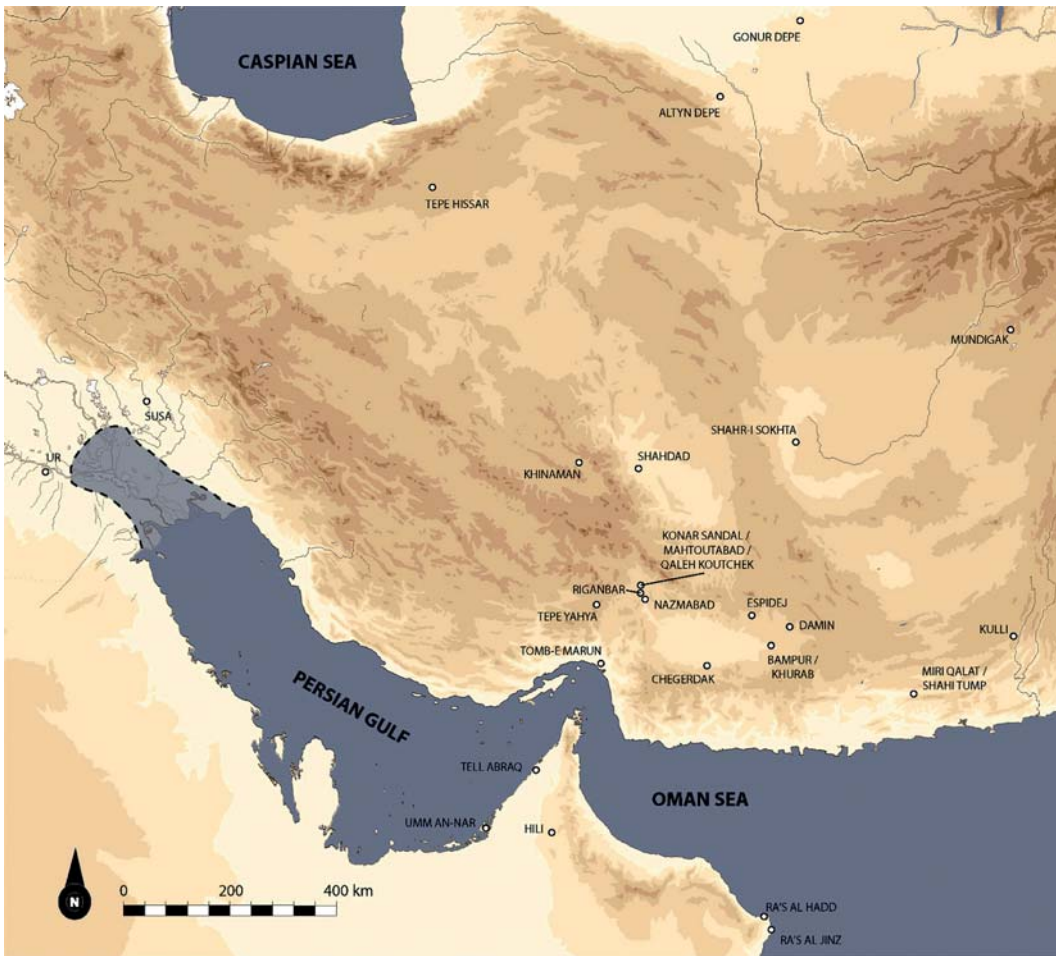 GONUR DEPE
CASPIAN SEA
ALTYN DEPE
TEPE HISSAR
MUNDIGAK
SUSA
SHAHR-I SOKHTA
UR
SHAHDAD
KHINAMAN
KONAR SANDAL /
MAHTOUTABAD /
QALEH KOUTCHEK
RIGANBAR
NAZMABAD
ESPIDEJ
TEPE YAHYA
DAMIN
KULLI
TOMB-E MARUN
BAMPUR /
KHURAB
CHEGERDAK
MIRI QALAT /
SHAHI TUMP
PERSIAN GULF
TELL ABRAQ
OMAN SEA
UMM AN-NAR
HILI
N
0 200 400 km
RA'S AL HADD
RA'S AL JINZ